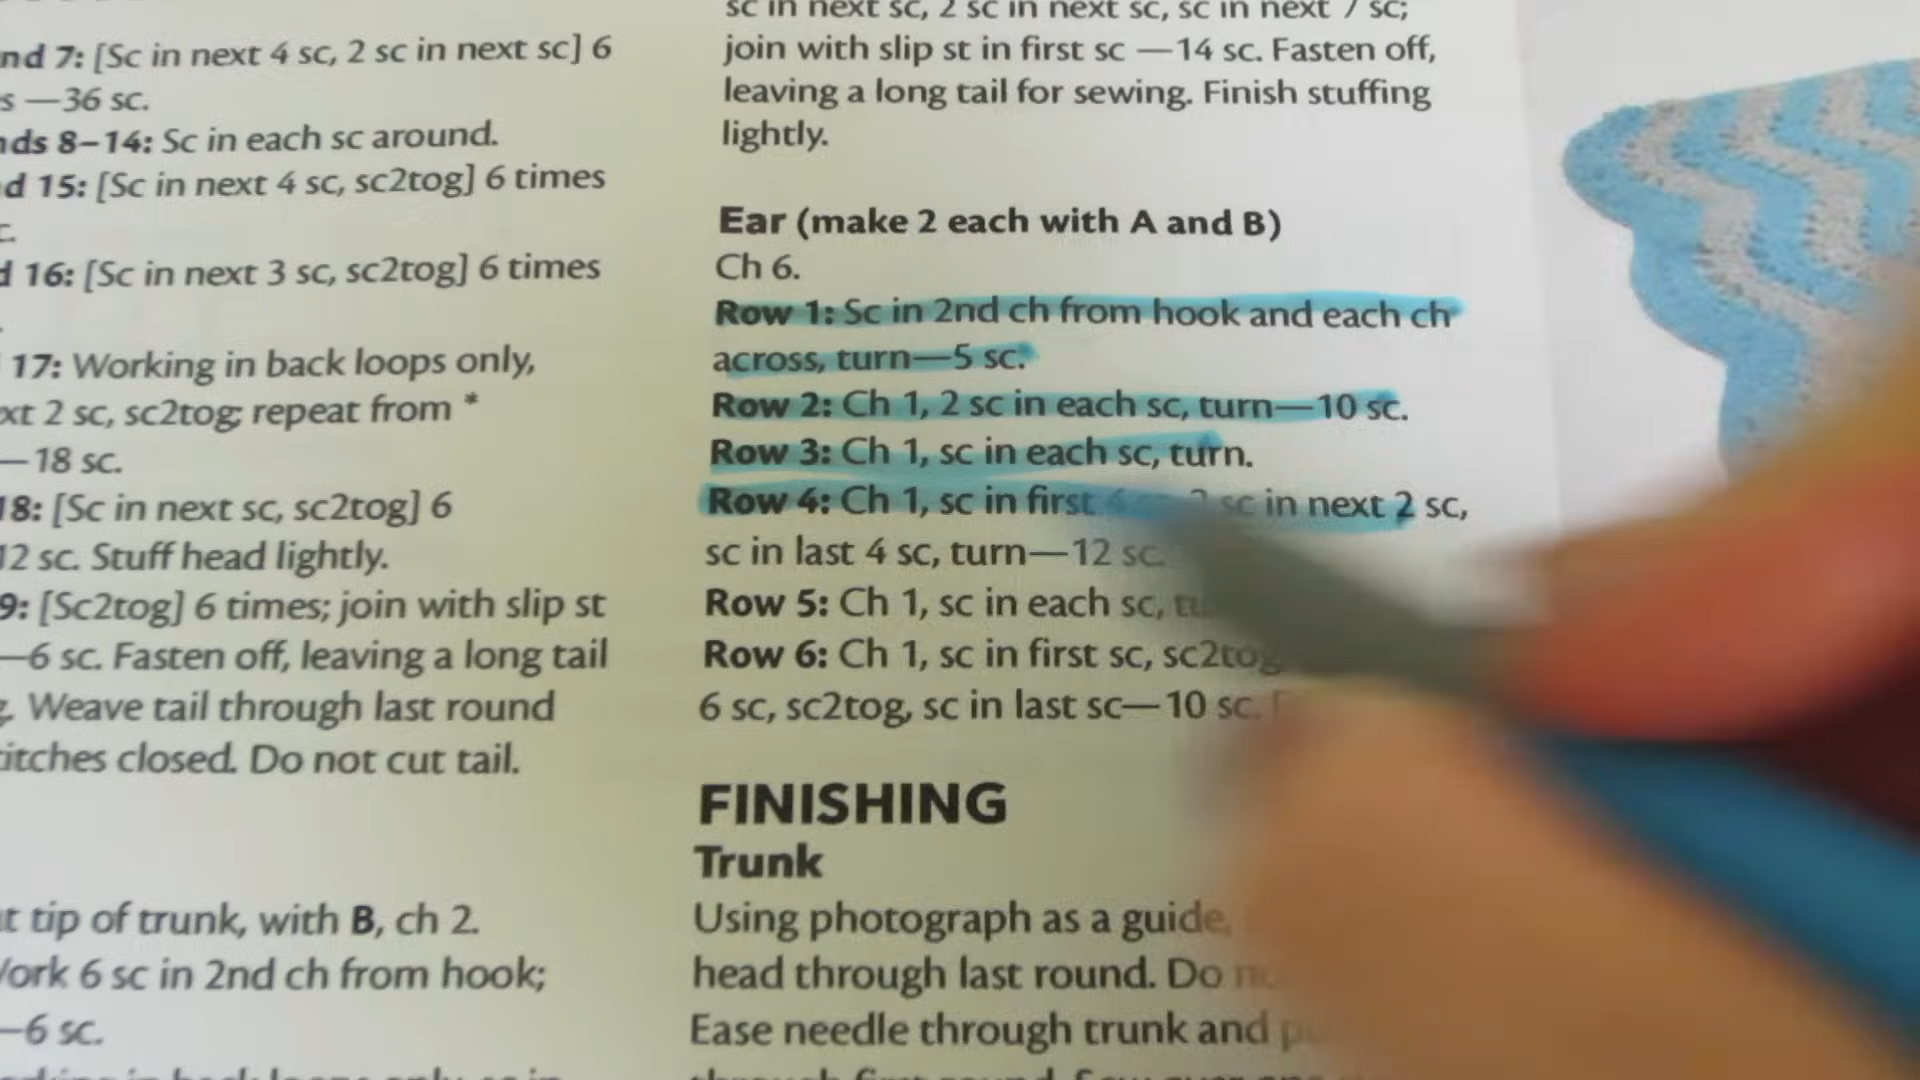 nd 7: [Sc in next 4 sc, 2 sc in next sc] 6
s —36 sc.
ds 8–14: Sc in each sc around.
d 15: [Sc in next 4 sc, sc2tog] 6 times
c.
16: [Sc in next 3 sc, sc2tog] 6 times
17: Working in back loops only,
xt 2 sc, sc2tog; repeat from *
—18 sc.
18: [Sc in next sc, sc2tog] 6
12 sc. Stuff head lightly.
9: [Sc2tog] 6 times; join with slip st
—6 sc. Fasten off, leaving a long tail
Weave tail through last round
titches closed. Do not cut tail.
t tip of trunk, with B, ch 2.
Work 6 sc in 2nd ch from hook;
—6 sc.
sc in next sc, 2 sc in next sc, sc in next 7 sc;
join with slip st in first sc —14 sc. Fasten off,
leaving a long tail for sewing. Finish stuffing
lightly.
Ear (make 2 each with A and B)
Ch 6.
Row 1: Sc in 2nd ch from hook and each ch
across, turn—5 sc.
Row 2: Ch 1, 2 sc in each sc, turn—10 sc.
Row 3: Ch 1, sc in each sc, turn.
Row 4: Ch 1, sc in first 4 sc, 2 sc in next 2 sc,
sc in last 4 sc, turn—12 sc.
Row 5: Ch 1, sc in each sc,
Row 6: Ch 1, sc in first sc, sc2tog
6 sc, sc2tog, sc in last sc—10 sc.
FINISHING
Trunk
Using photograph as a guide,
head through last round. Do
Ease needle through trunk and